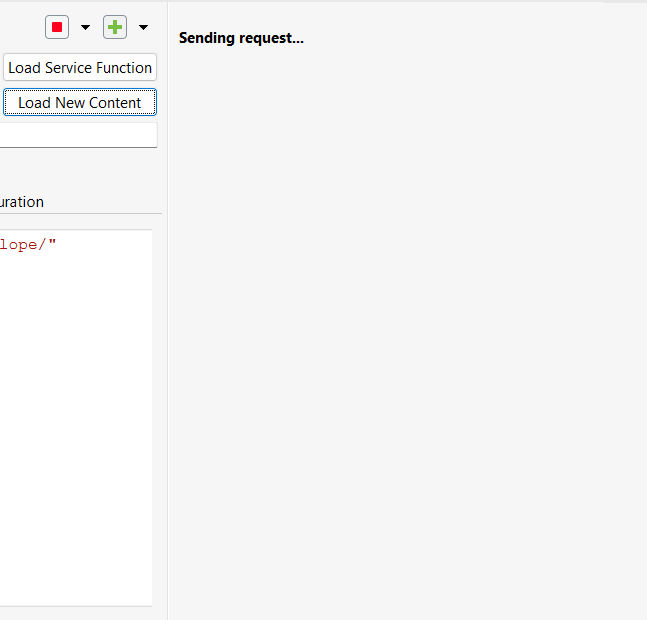 Sending request...
Load Service Function
Load New Content
uration
lope/"